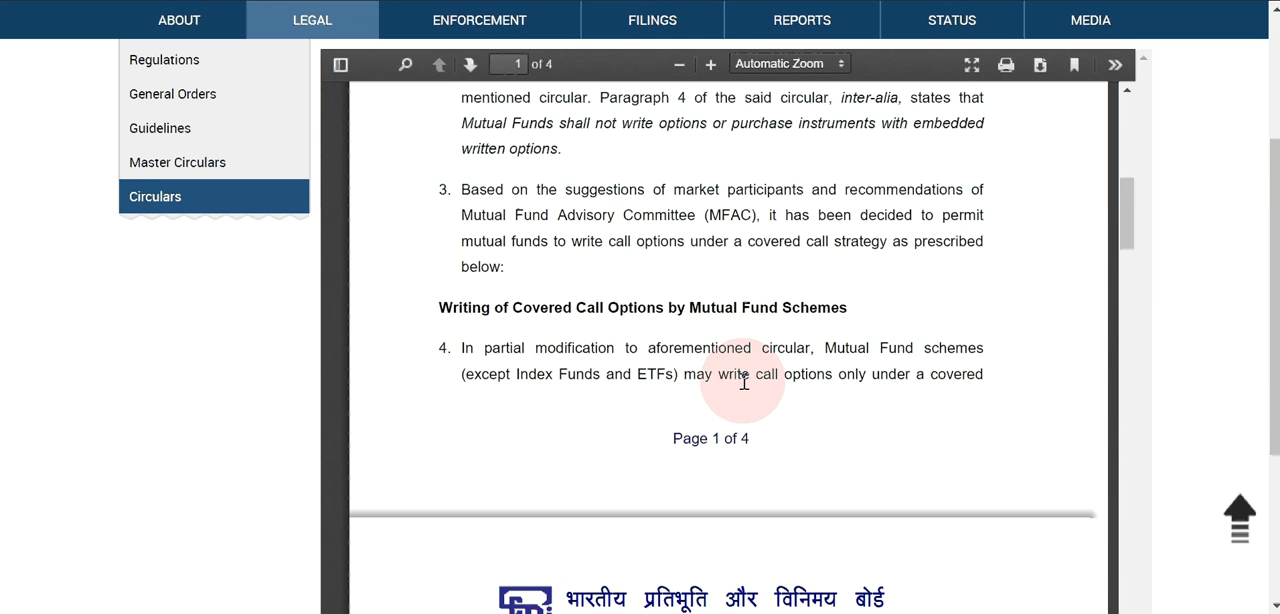 ABOUT LEGAL ENFORCEMENT FILINGS REPORTS STATUS MEDIA
Regulations
General Orders
Guidelines
Master Circulars
Circulars
1 of 4 Automatic Zoom
mentioned circular. Paragraph 4 of the said circular, inter-alia, states that
Mutual Funds shall not write options or purchase instruments with embedded
written options.
3. Based on the suggestions of market participants and recommendations of
Mutual Fund Advisory Committee (MFAC), it has been decided to permit
mutual funds to write call options under a covered call strategy as prescribed
below:
Writing of Covered Call Options by Mutual Fund Schemes
4. In partial modification to aforementioned circular, Mutual Fund schemes
(except Index Funds and ETFs) may write call options only under a covered
Page 1 of 4
भारतीय प्रतिभूति और विनिमय बोर्ड